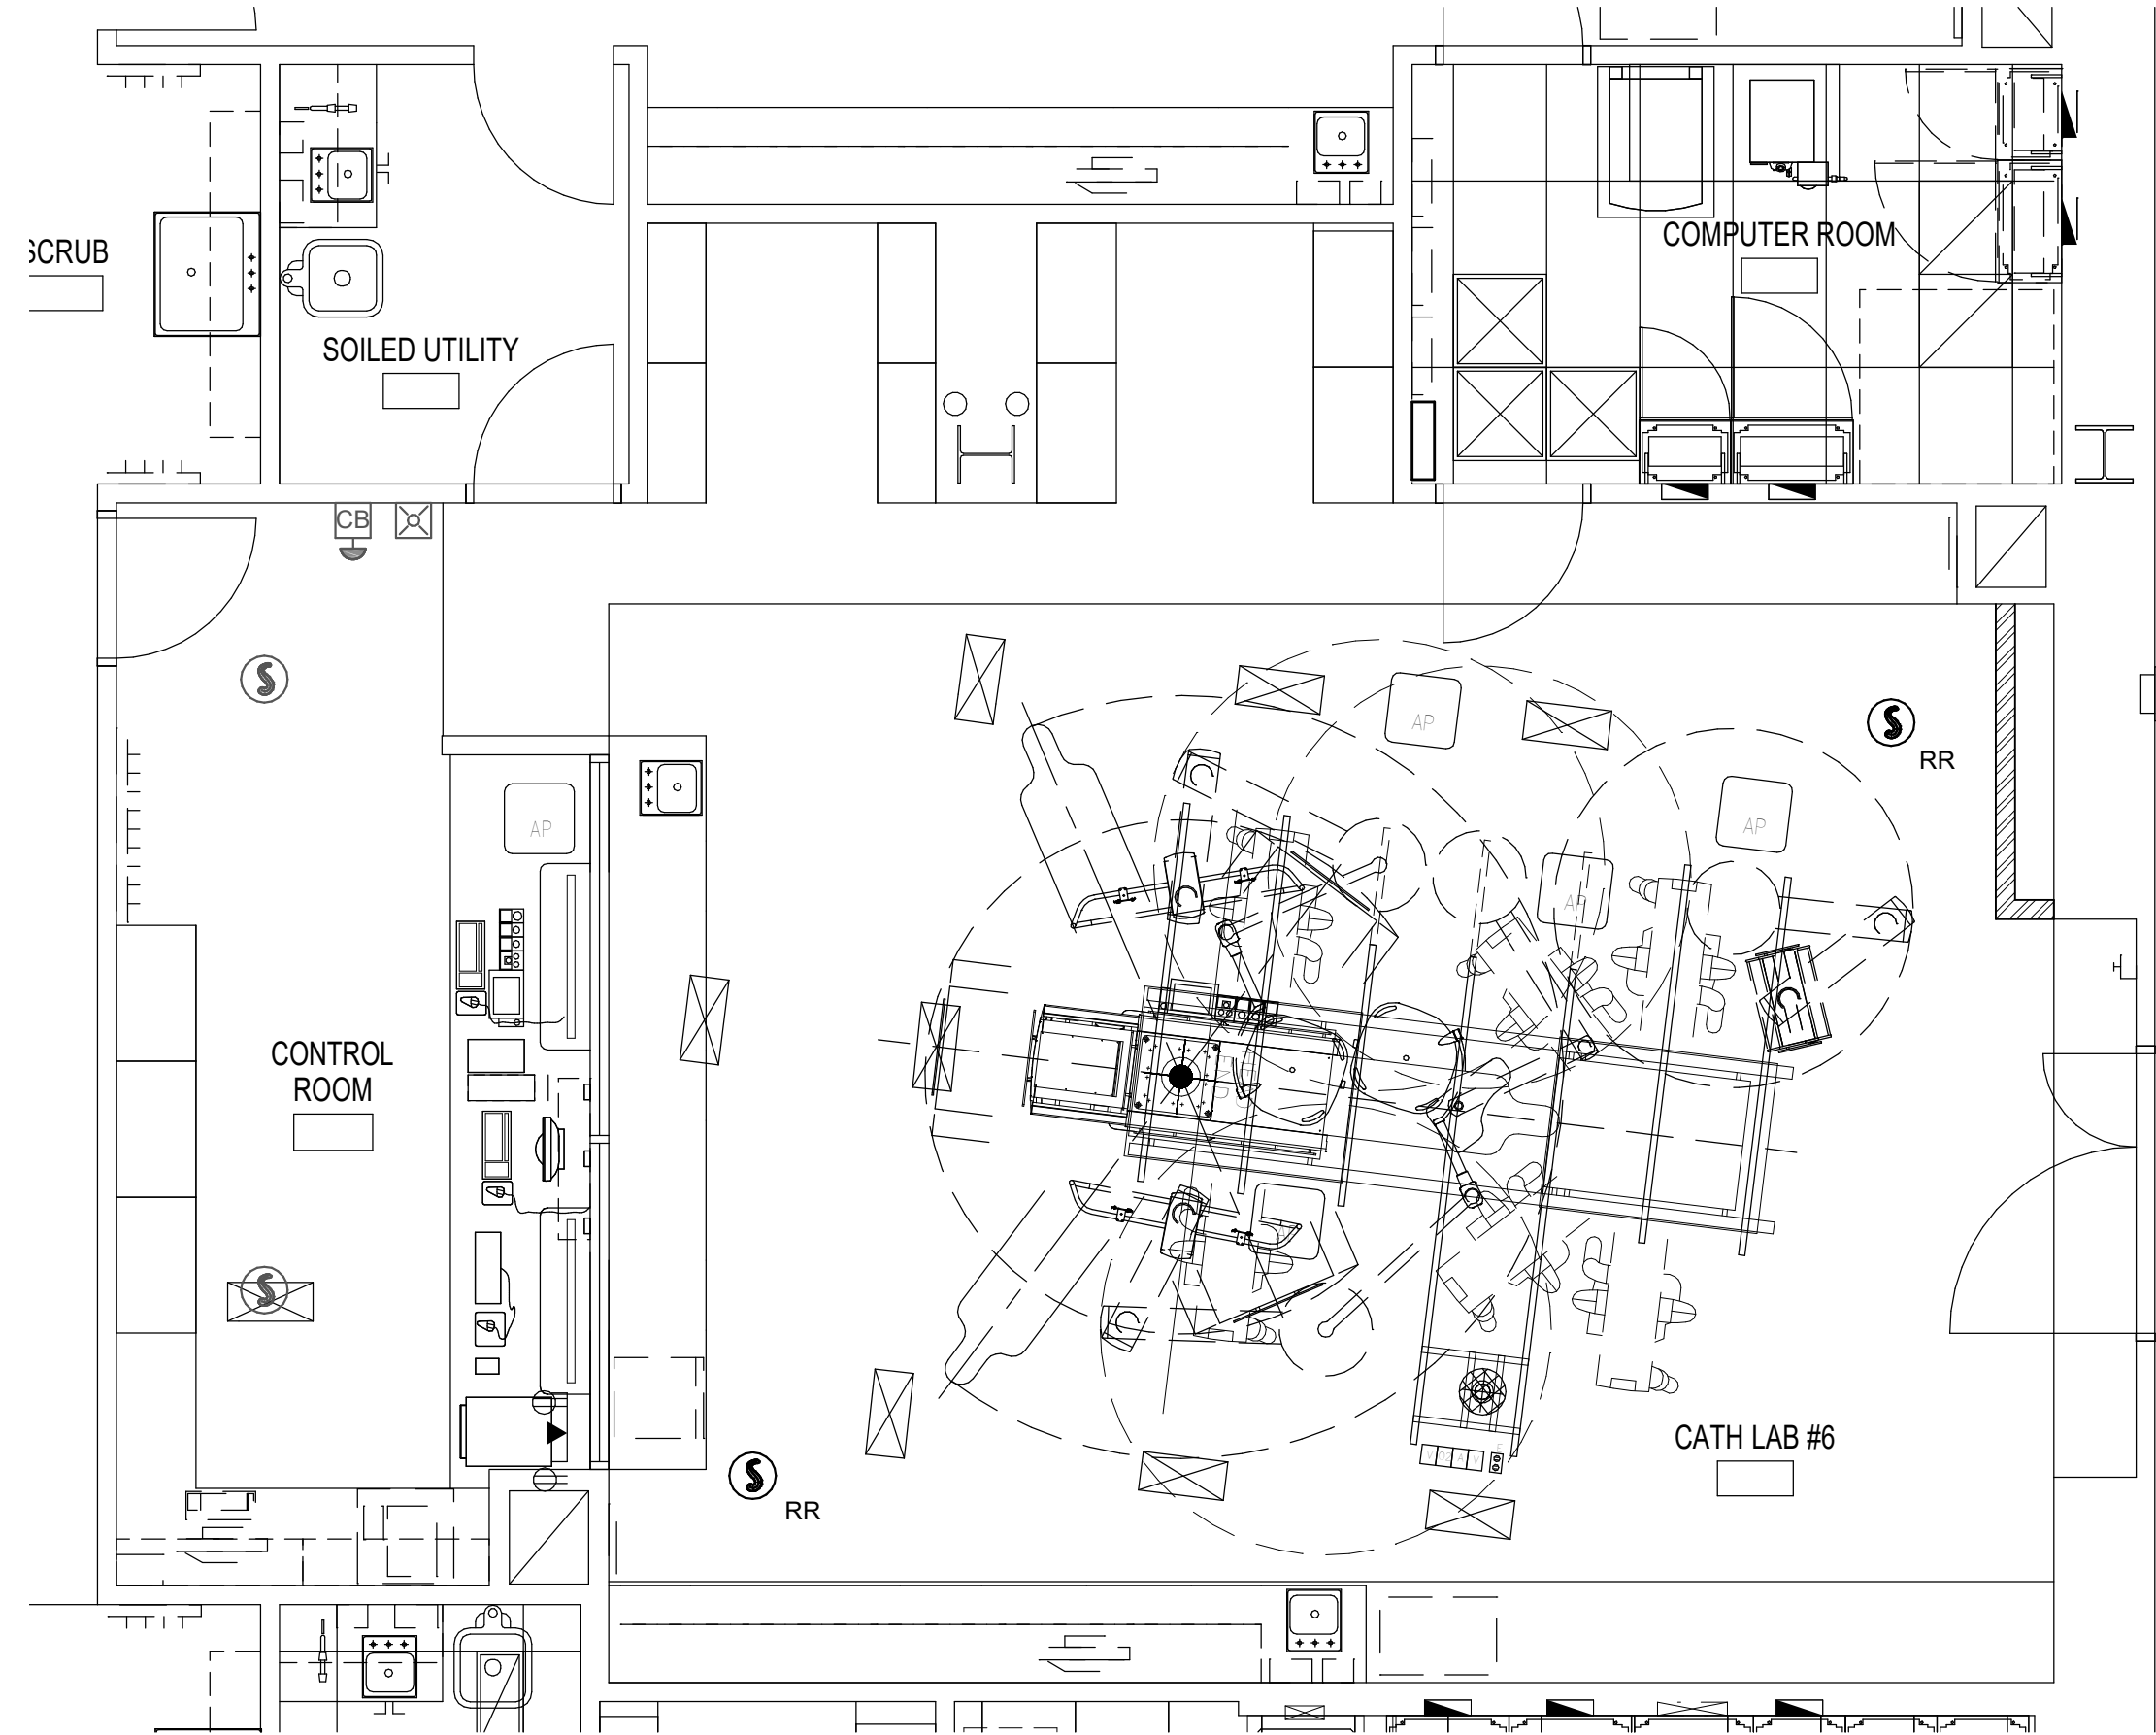 SCRUB
SOILED UTILITY
COMPUTER ROOM
CB
S
RR
AP
AP
AP
AP
CONTROL
ROOM
S
CATH LAB #6
S
RR
S